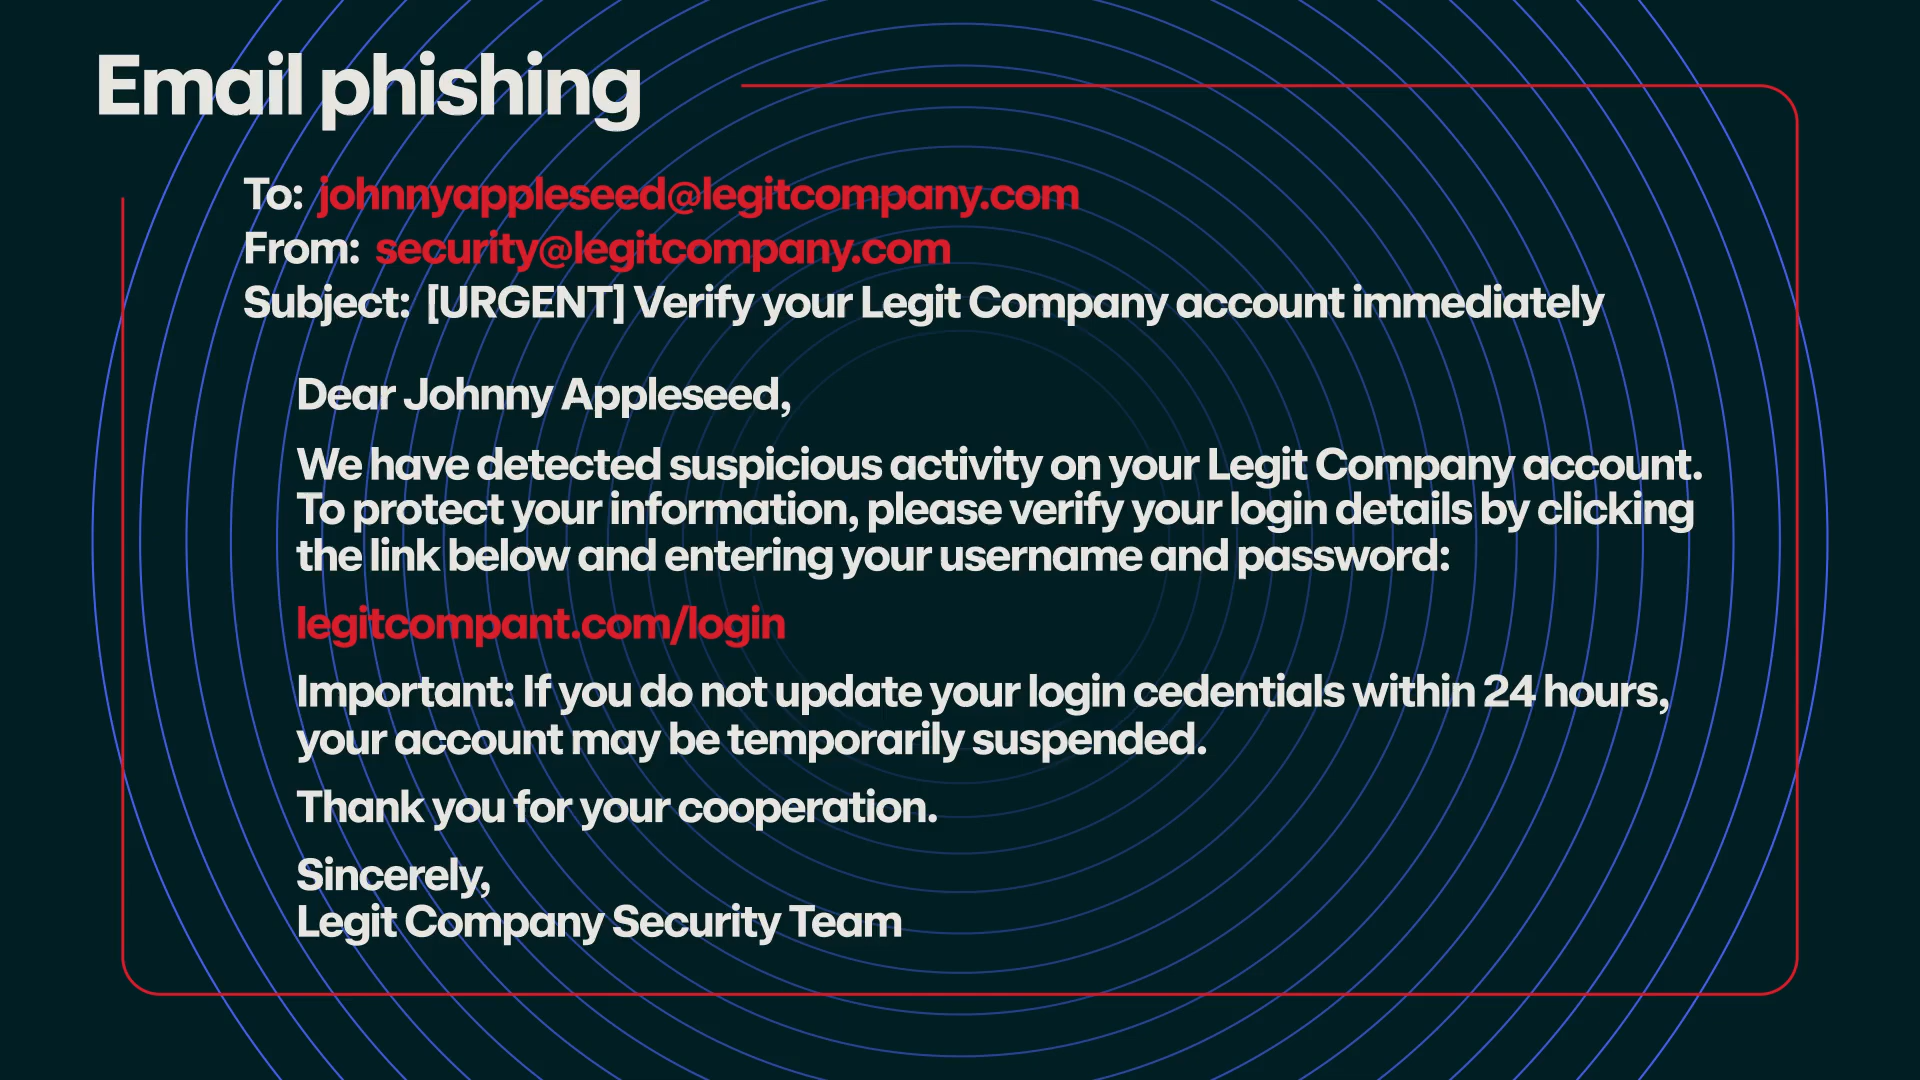 Email phishing
To: johnnyappleseed@legitcompany.com
From: security@legitcompany.com
Subject: [URGENT] Verify your Legit Company account immediately
Dear Johnny Appleseed,
We have detected suspicious activity on your Legit Company account.
To protect your information, please verify your login details by clicking
the link below and entering your username and password:
legitcompant.com/login
Important: If you do not update your login cedentials within 24 hours,
your account may be temporarily suspended.
Thank you for your cooperation.
Sincerely,
Legit Company Security Team